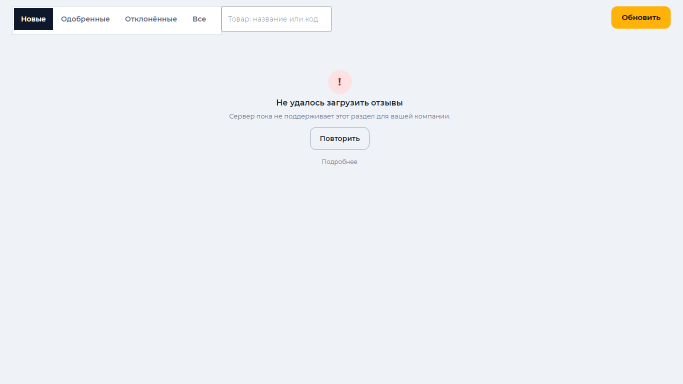 Новые Одобренные Отклонённые Все Товар: название или код Обновить
!
Не удалось загрузить отзывы
Сервер пока не поддерживает этот раздел для вашей компании.
Повторить
Подробнее